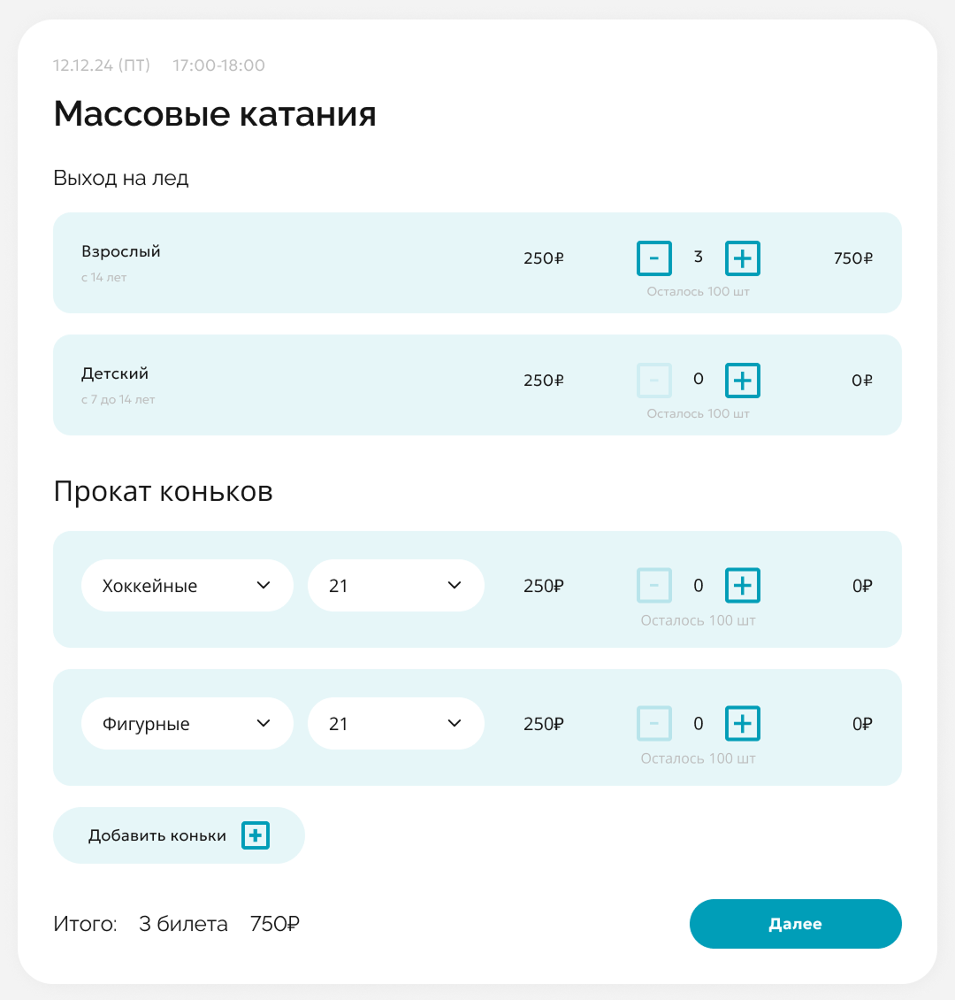 12.12.24 (ПТ) 17:00-18:00
Массовые катания
Выход на лед
Взрослый 250₽ - 3 + 750₽
с 14 лет
Осталось 100 шт
Детский 250₽ - 0 + 0₽
с 7 до 14 лет
Осталось 100 шт
Прокат коньков
Хоккейные 21 250₽ - 0 + 0₽
Осталось 100 шт
Фигурные 21 250₽ - 0 + 0₽
Осталось 100 шт
Добавить коньки +
Итого: 3 билета 750₽ Далее